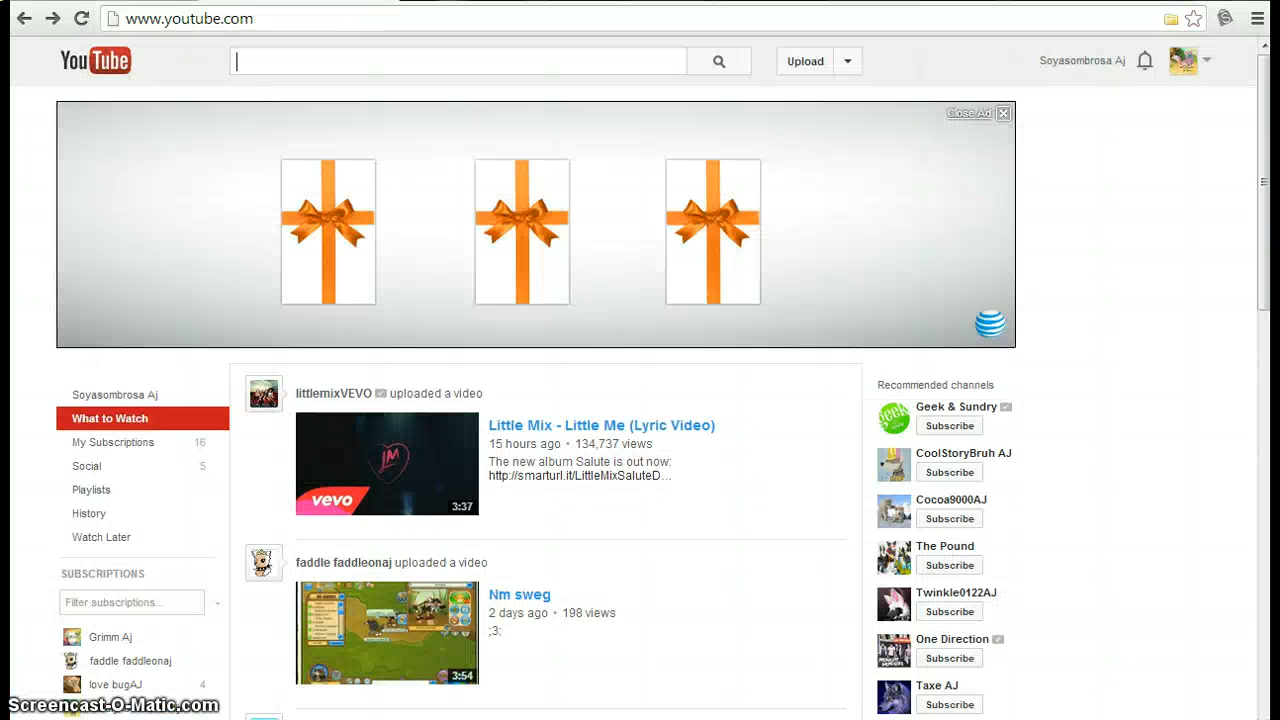 www.youtube.com
YouTube
Upload
Soyasombrosa Aj
Close Ad
Soyasombrosa Aj
What to Watch
My Subscriptions 16
Social 5
Playlists
History
Watch Later
SUBSCRIPTIONS
Filter subscriptions...
Grimm Aj
faddle faddleonaj
love bugAJ 4
littlemixVEVO uploaded a video
LM
vevo
3:37
Little Mix - Little Me (Lyric Video)
15 hours ago • 134,737 views
The new album Salute is out now:
http://smarturl.it/LittleMixSaluteD...
faddle faddleonaj uploaded a video
3:54
Nm sweg
2 days ago • 198 views
;3:
Recommended channels
Geek & Sundry
Subscribe
CoolStoryBruh AJ
Subscribe
Cocoa9000AJ
Subscribe
The Pound
Subscribe
Twinkle0122AJ
Subscribe
One Direction
Subscribe
Taxe AJ
Subscribe
Screencast-O-Matic.com